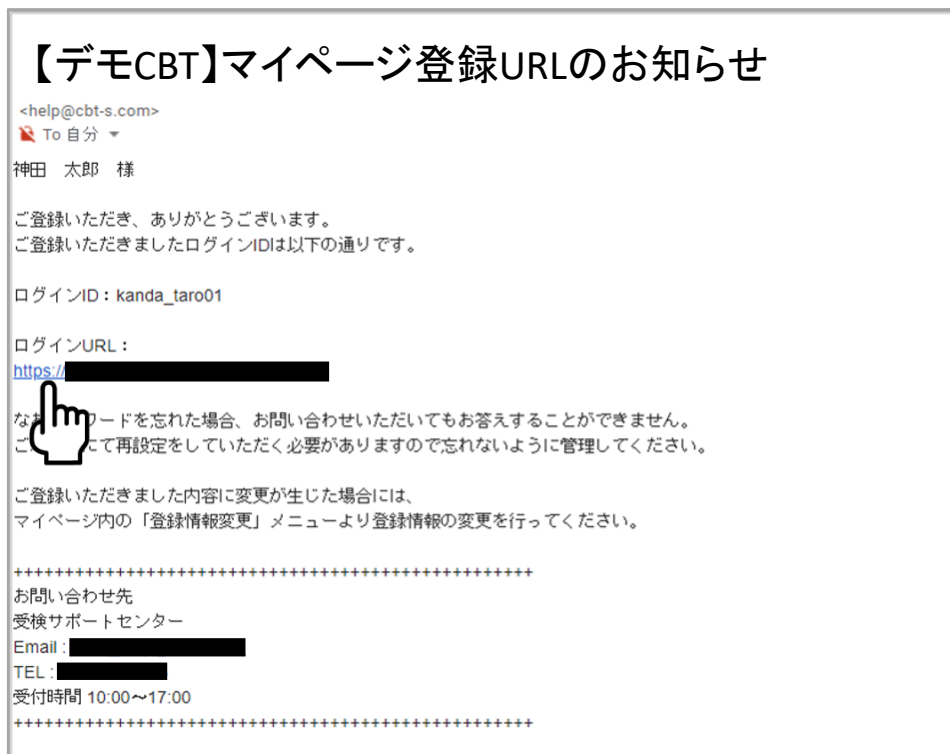 【デモCBT】マイページ登録URLのお知らせ
<help@cbt-s.com>
To 自分
神田　太郎　様
ご登録いただき、ありがとうございます。
ご登録いただきましたログインIDは以下の通りです。
ログインID：kanda_taro01
ログインURL：
https://
な ワードを忘れた場合、お問い合わせいただいてもお答えすることができません。
ご にて再設定をしていただく必要がありますので忘れないように管理してください。
ご登録いただきました内容に変更が生じた場合には、
マイページ内の「登録情報変更」メニューより登録情報の変更を行ってください。
+++++++++++++++++++++++++++++++++++++++++++++++++++
お問い合わせ先
受検サポートセンター
Email :
TEL :
受付時間 10:00～17:00
+++++++++++++++++++++++++++++++++++++++++++++++++++